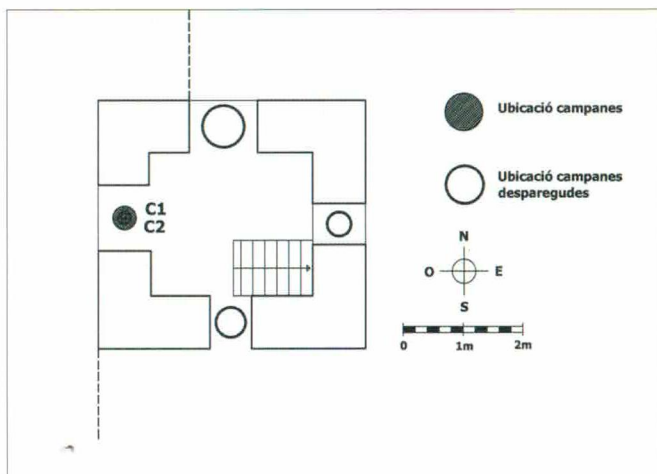 Ubicació campanes
C1
C2
Ubicació campanes
desparegudes
N
O E
S
0 1m 2m